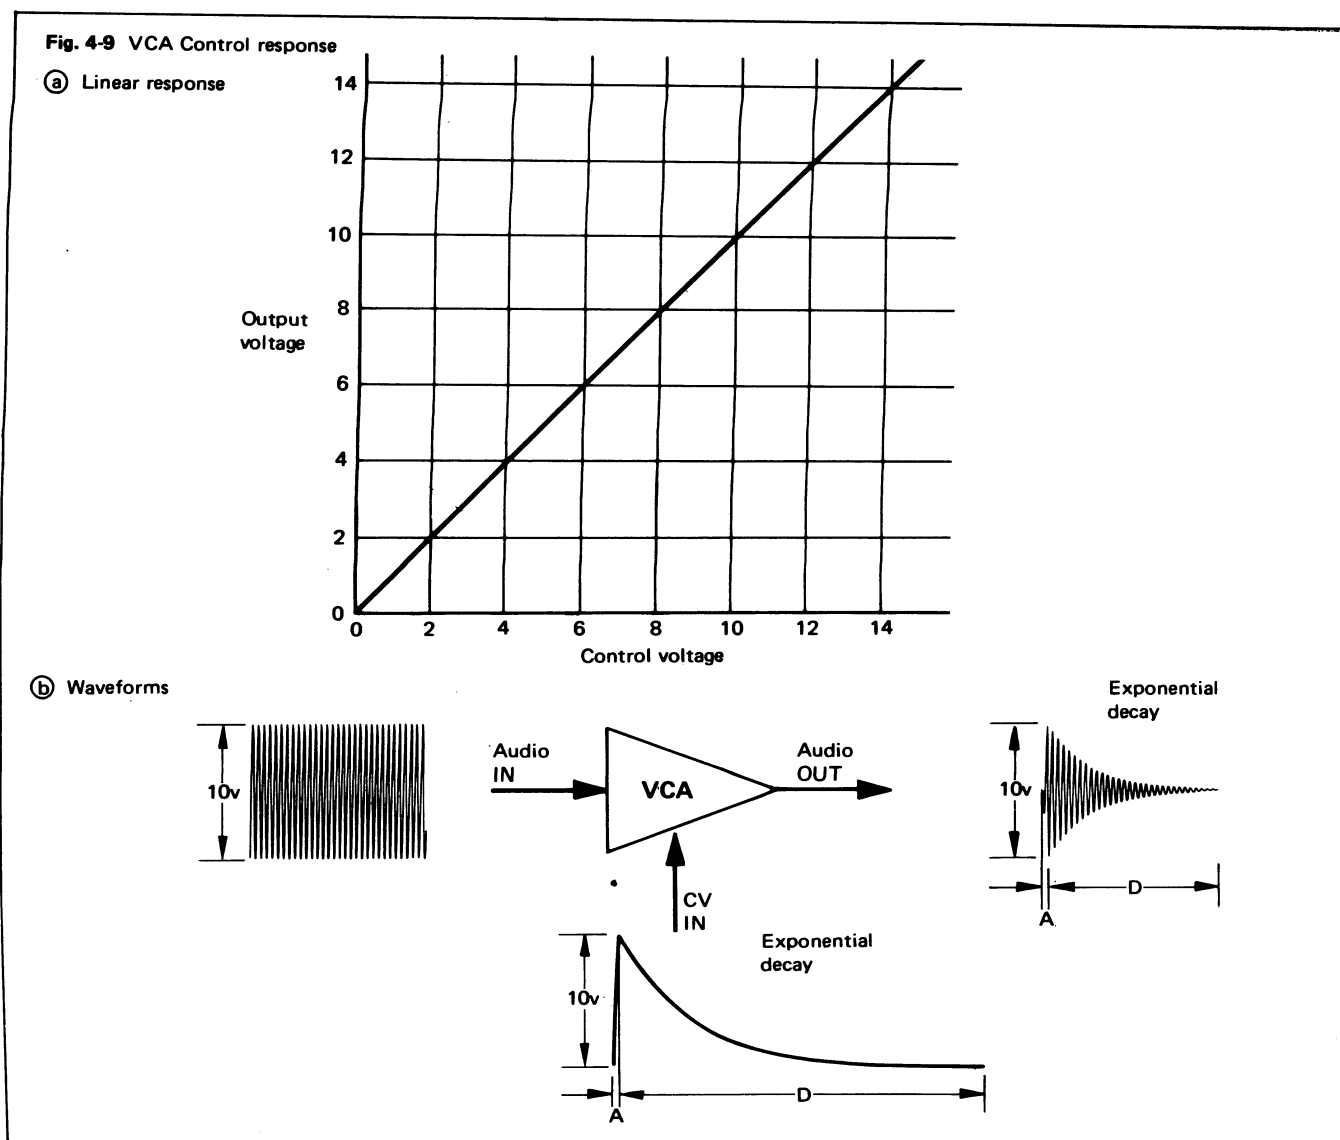 Fig. 4-9 VCA Control response
ⓐ Linear response
14
12
10
8
Output
voltage
6
4
2
0
0 2 4 6 8 10 12 14
Control voltage
ⓑ Waveforms
10v
Audio
IN
VCA
Audio
OUT
CV
IN
Exponential
decay
10v
D
A
Exponential
decay
10v
D
A